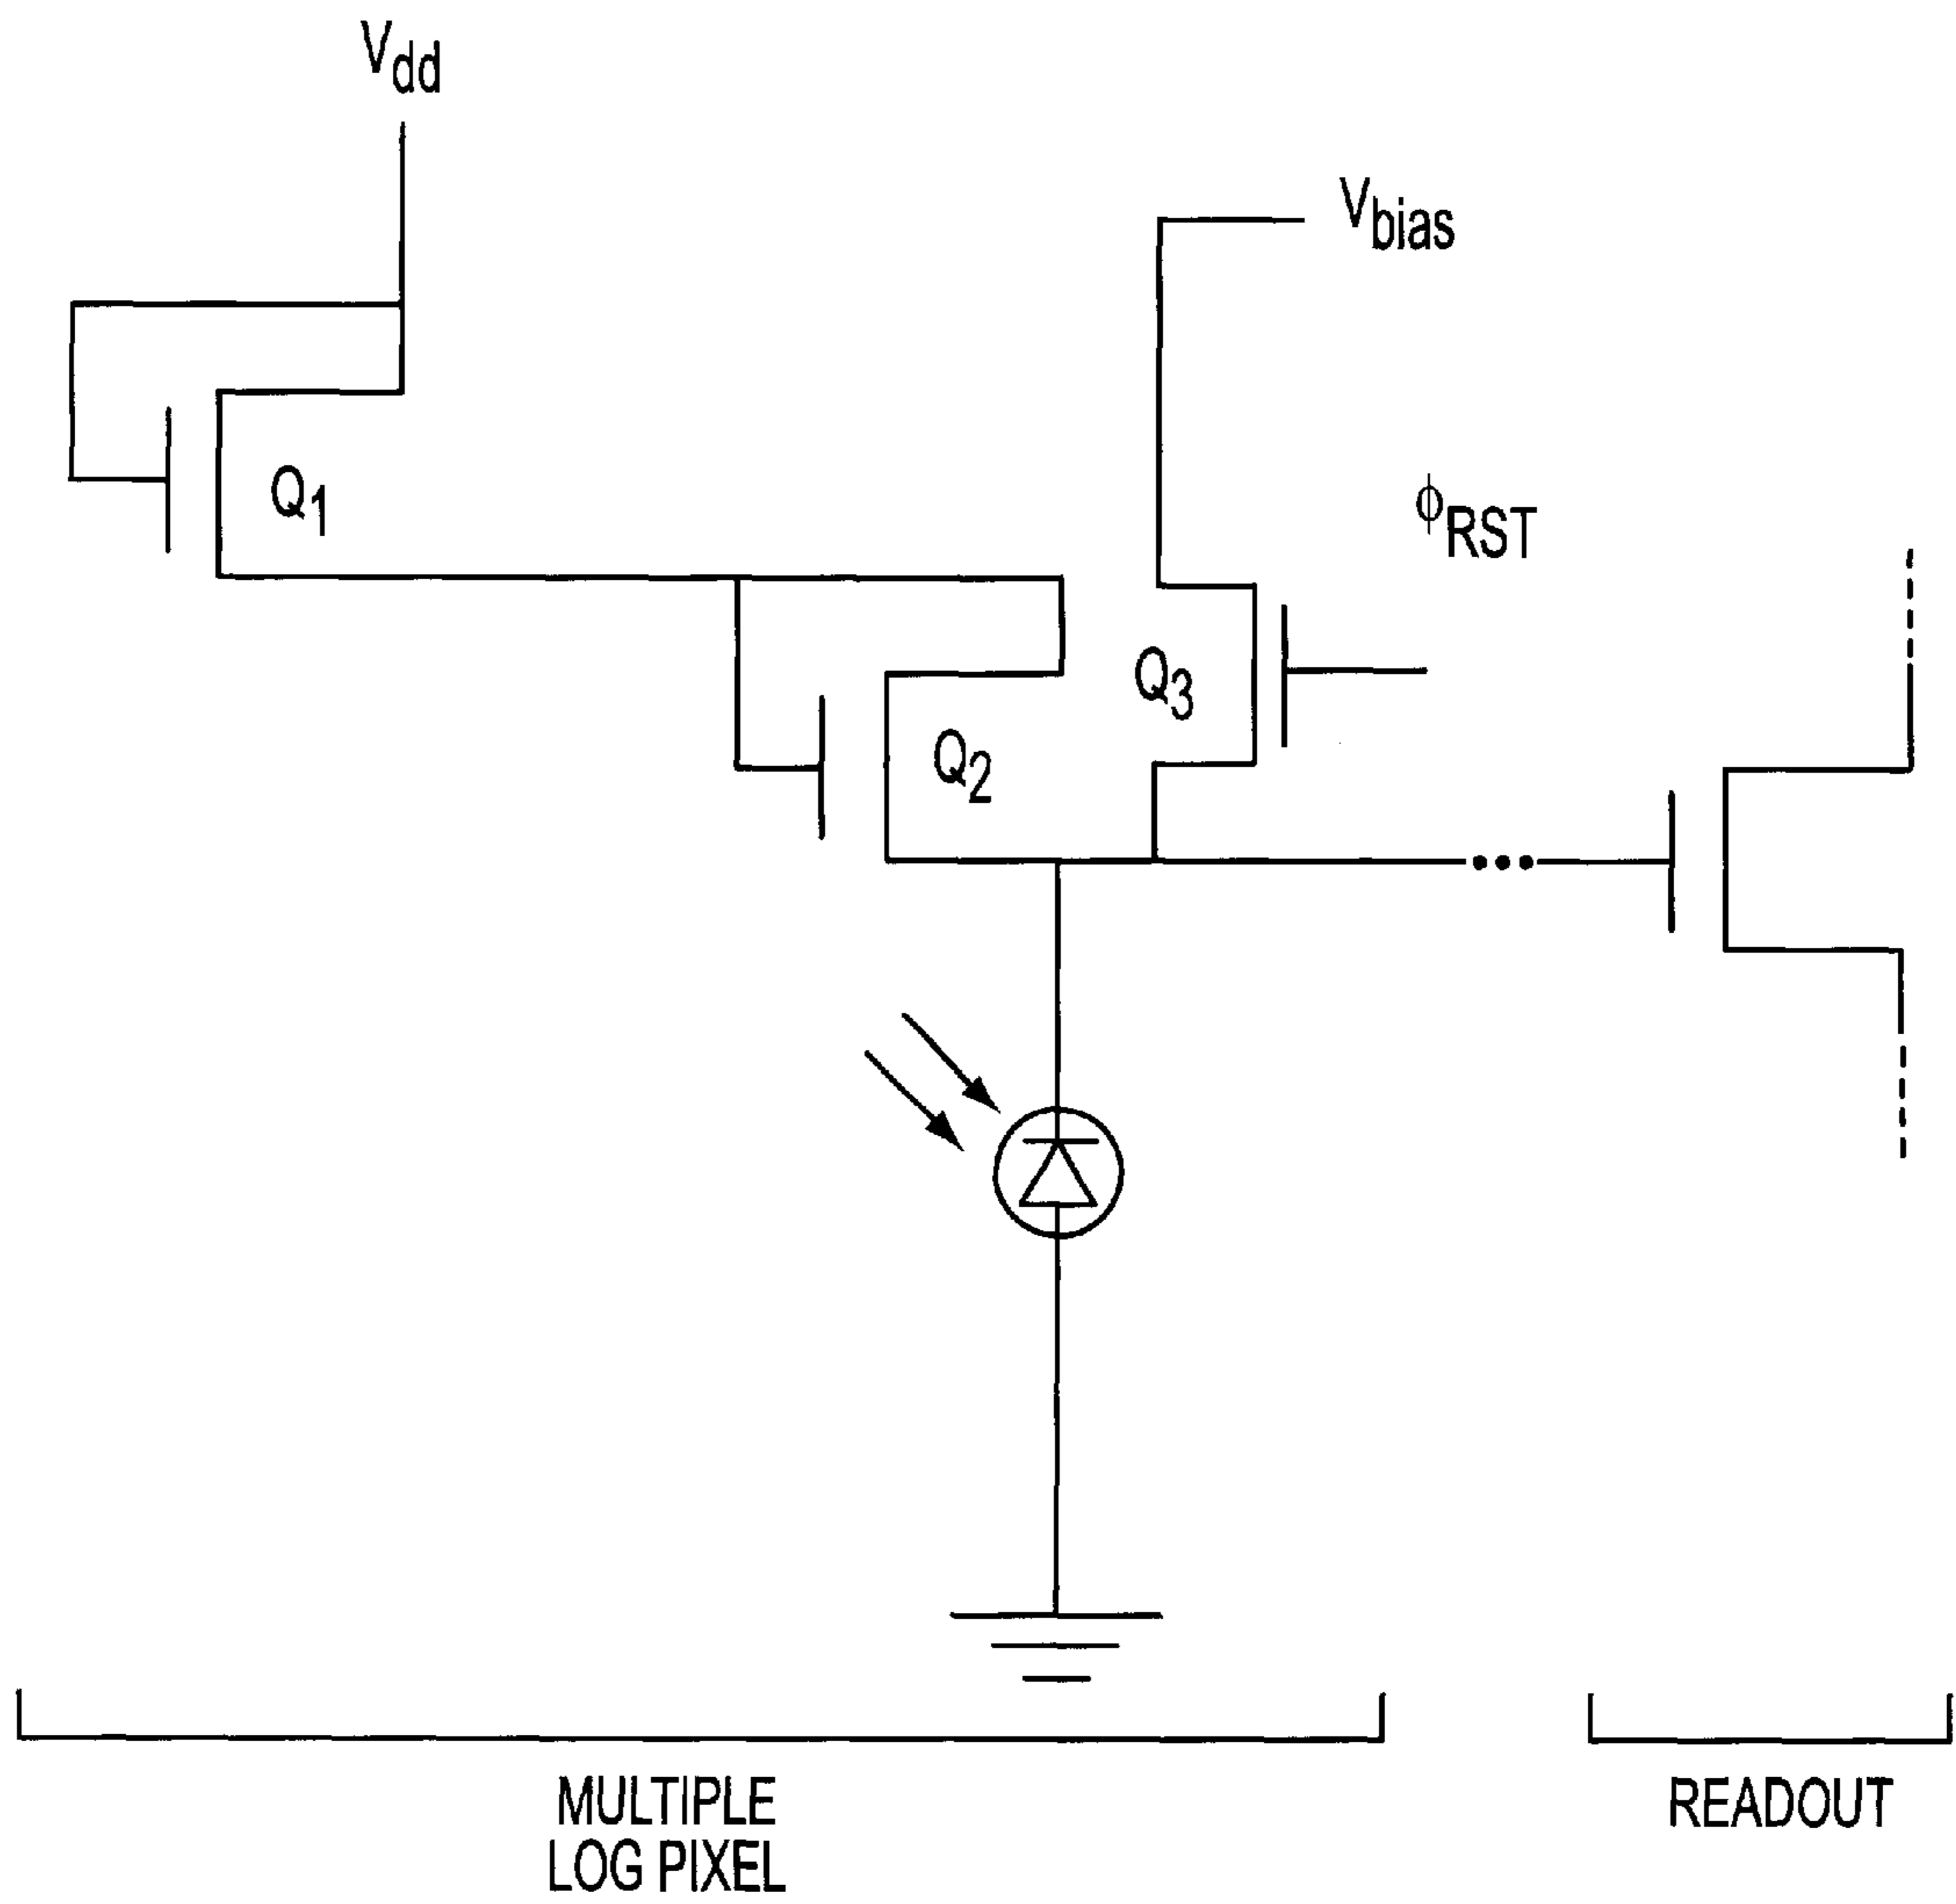 Vdd
Vbias
Q1
ϕRST
Q3
Q2
MULTIPLE
LOG PIXEL
READOUT